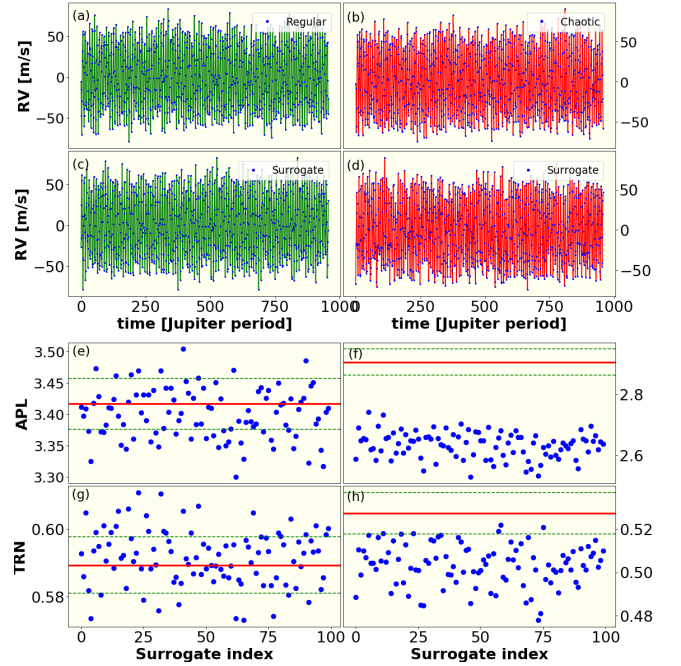 (a) Regular
(b) Chaotic
RV [m/s]
50
0
−50
50
0
−50
(c) Surrogate
(d) Surrogate
RV [m/s]
50
0
−50
50
0
−50
0 250 500 750 1000
0 250 500 750 1000
time [Jupiter period]
time [Jupiter period]
(e)
(f)
APL
3.50
3.45
3.40
3.35
3.30
2.8
2.6
(g)
(h)
TRN
0.60
0.58
0.52
0.50
0.48
0 25 50 75 100
0 25 50 75 100
Surrogate index
Surrogate index